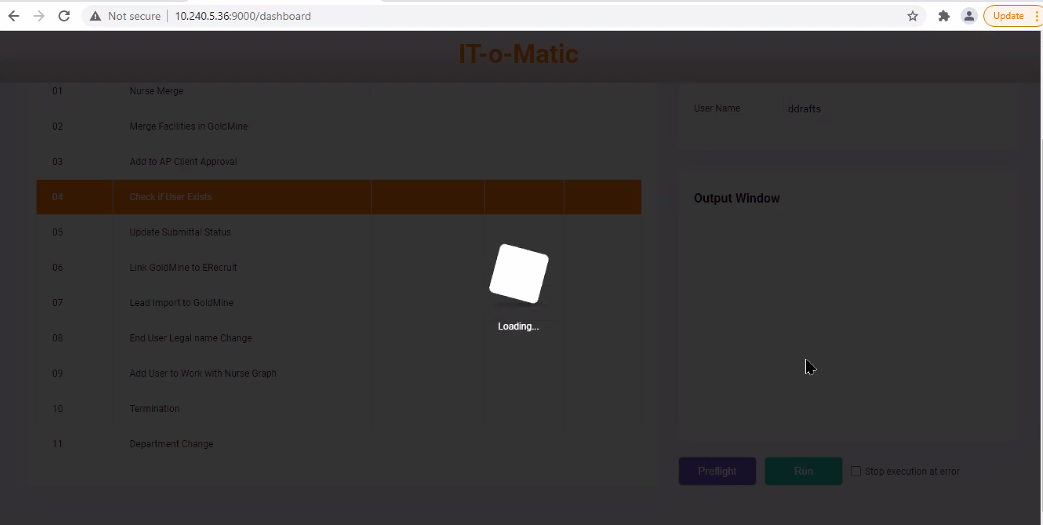 Not secure 10.240.5.36:9000/dashboard Update
IT-o-Matic
01 Nurse Merge
User Name ddrafts
02 Merge Facilities in GoldMine
03 Add to AP Client Approval
04 Check if User Exists
Output Window
05 Update Submittal Status
06 Link GoldMine to ERecruit
07 Lead Import to GoldMine
Loading...
08 End User Legal name Change
09 Add User to Work with Nurse Graph
10 Termination
11 Department Change
Preflight Run Stop execution at error